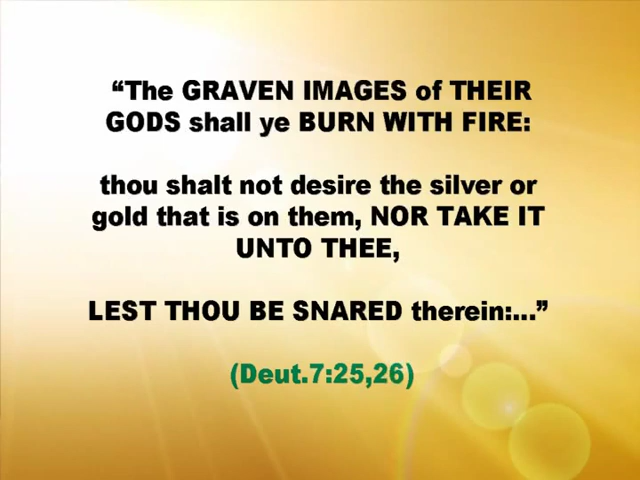 “The GRAVEN IMAGES of THEIR
GODS shall ye BURN WITH FIRE:
thou shalt not desire the silver or
gold that is on them, NOR TAKE IT
UNTO THEE,
LEST THOU BE SNARED therein:...”
(Deut.7:25,26)